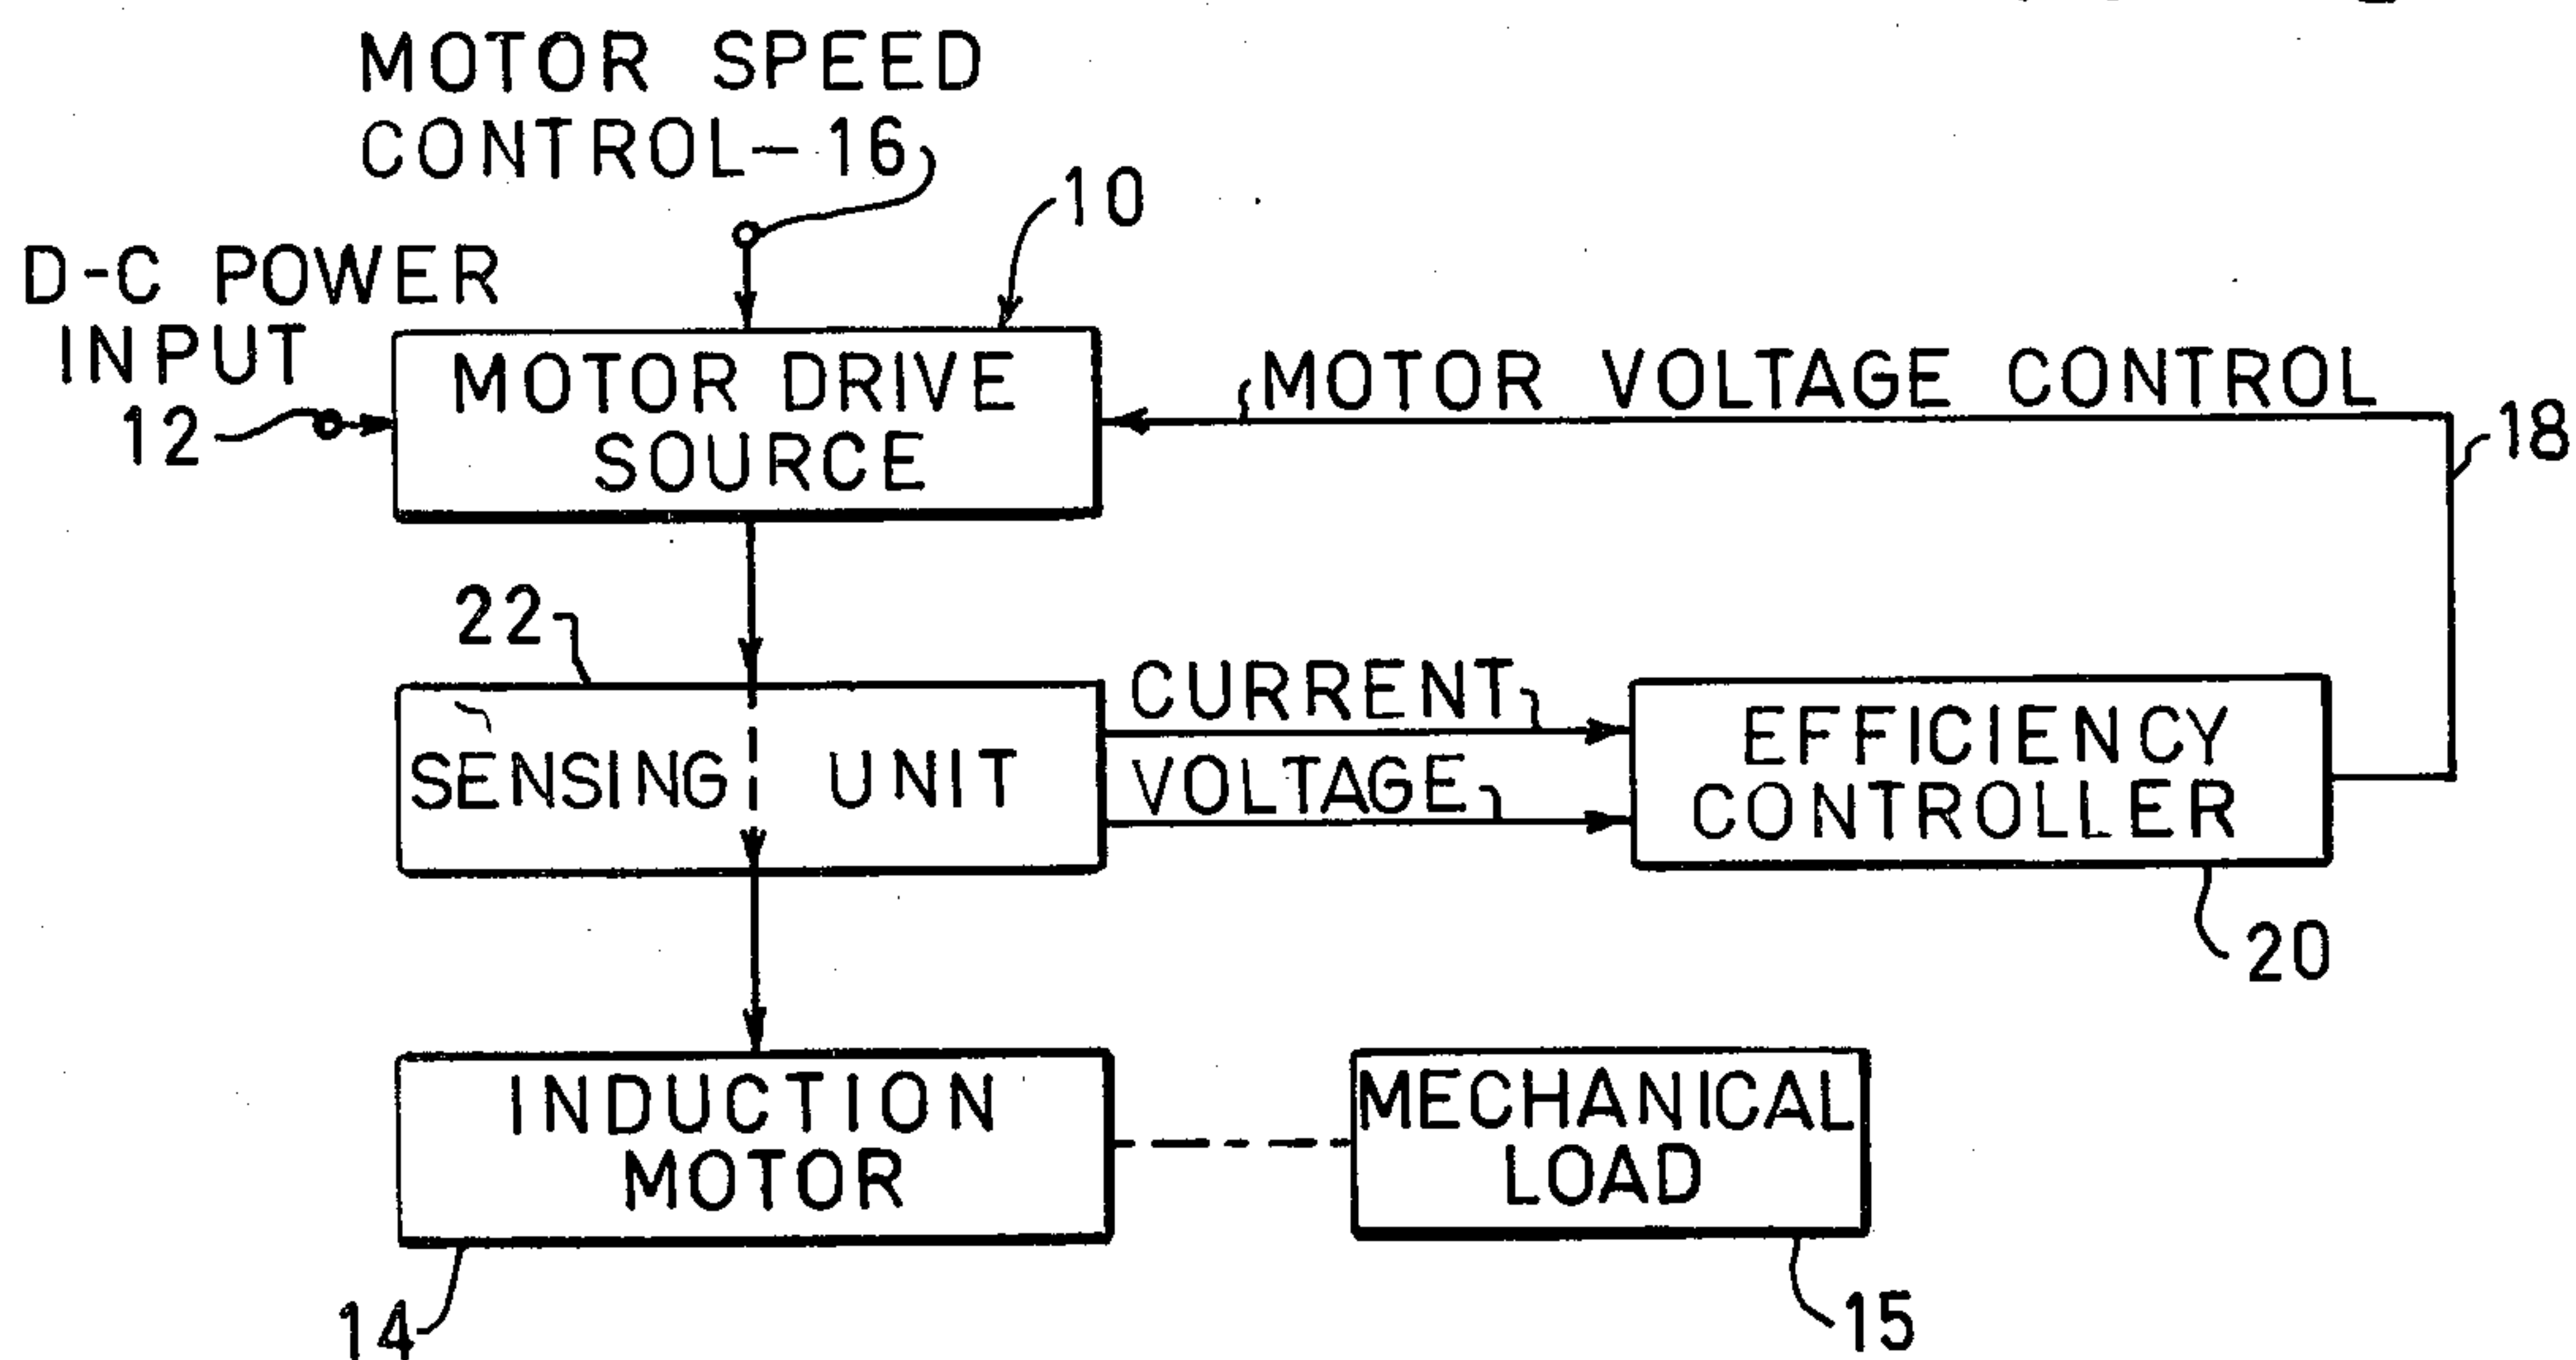 MOTOR SPEED
CONTROL-16
10
D-C POWER
INPUT
12
MOTOR DRIVE
SOURCE
MOTOR VOLTAGE CONTROL
18
22
SENSING UNIT
CURRENT
VOLTAGE
EFFICIENCY
CONTROLLER
20
INDUCTION
MOTOR
14
MECHANICAL
LOAD
15